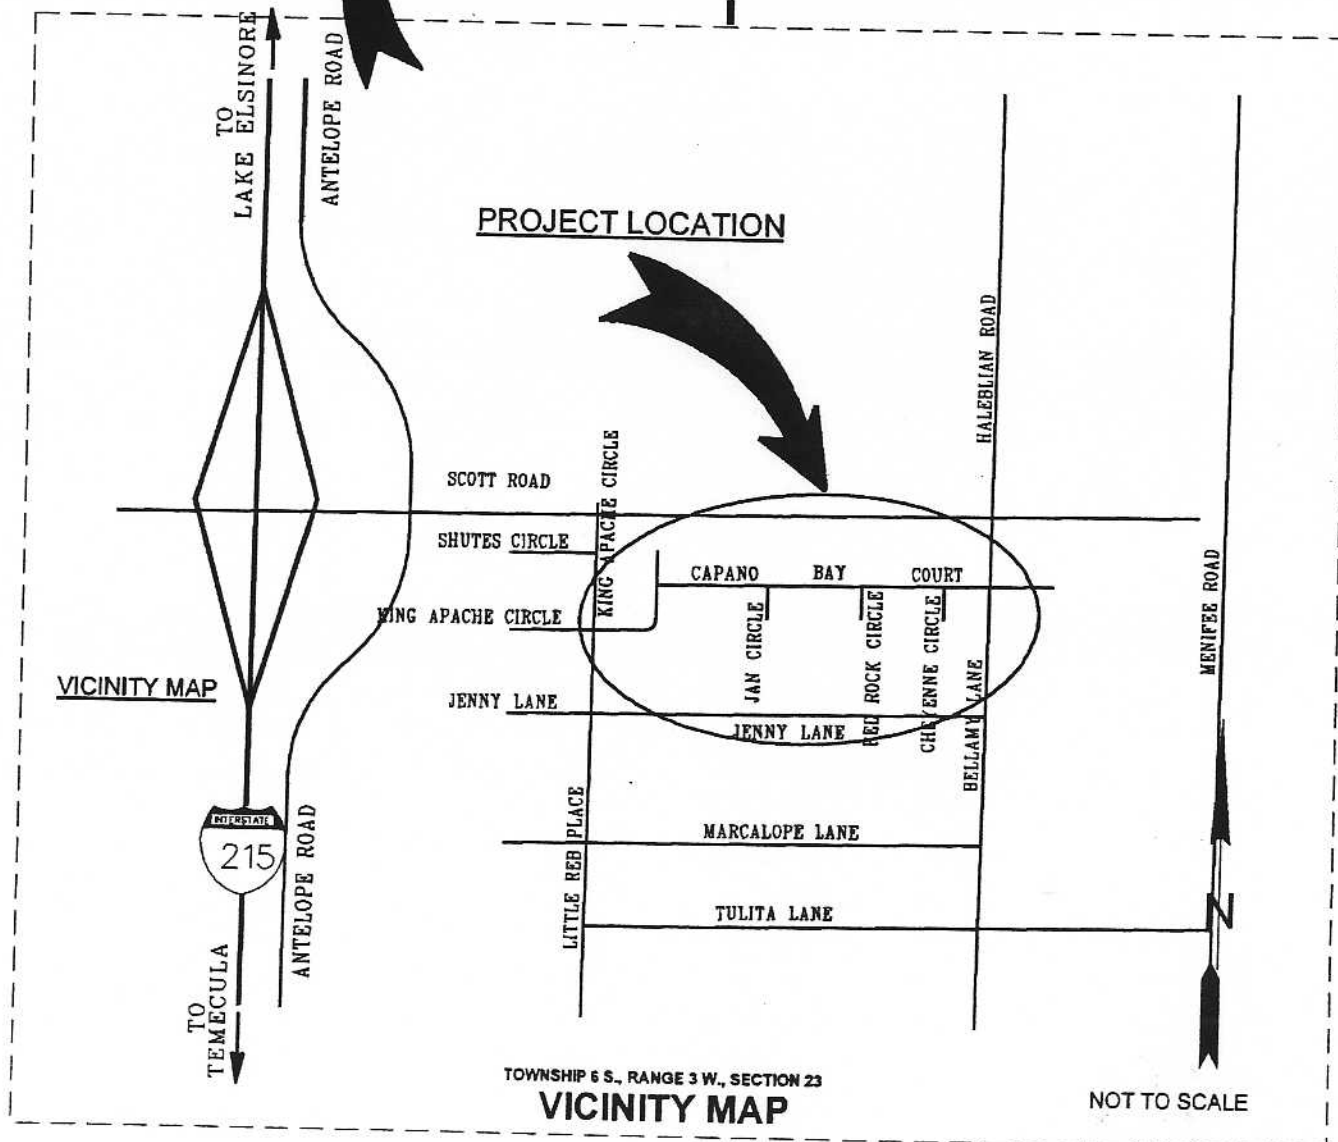 TO
LAKE ELSINORE
ANTELOPE ROAD
PROJECT LOCATION
HALEBLIAN ROAD
SCOTT ROAD
KING APACHE CIRCLE
SHUTES CIRCLE
CAPANO BAY COURT
KING APACHE CIRCLE
JAN CIRCLE
RED ROCK CIRCLE
CHEYENNE CIRCLE
MENIFEE ROAD
VICINITY MAP
JENNY LANE
JENNY LANE
BELLAMY LANE
INTERSTATE
215
ANTELOPE ROAD
LITTLE REB PLACE
MARCALOPE LANE
TULITA LANE
N
TO
TEMECULA
TOWNSHIP 6 S., RANGE 3 W., SECTION 23
VICINITY MAP
NOT TO SCALE